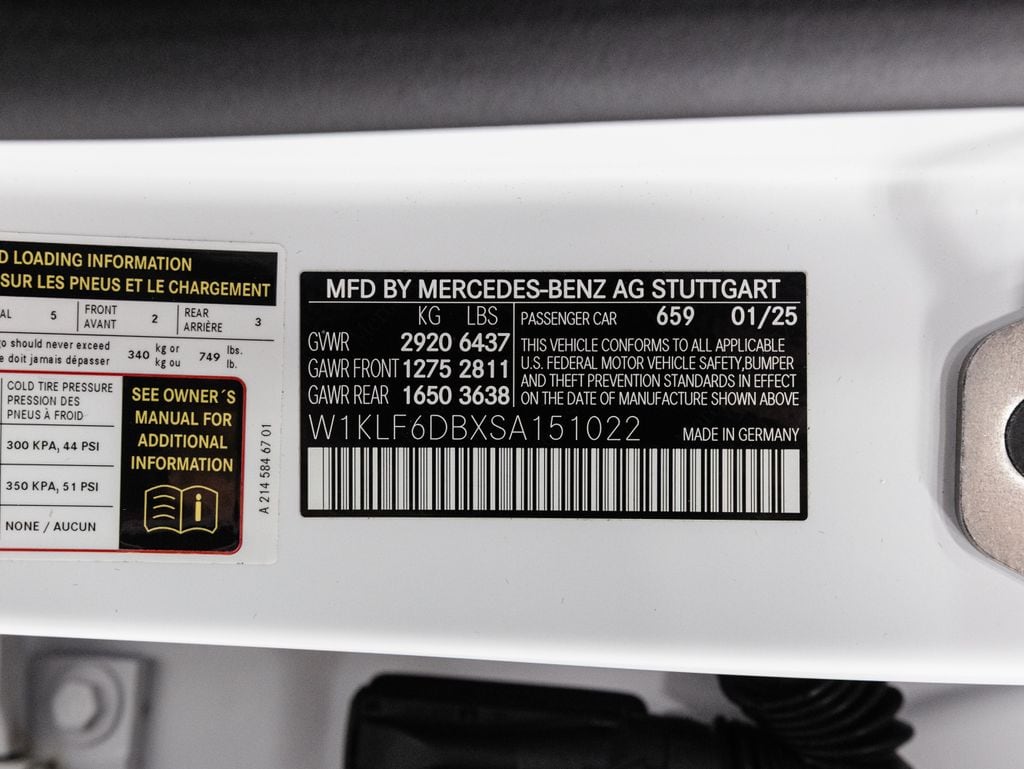 D LOADING INFORMATION
SUR LES PNEUS ET LE CHARGEMENT
AL 5 FRONT AVANT 2 REAR ARRIÈRE 3
go should never exceed
e doit jamais dépasser
340 kg or kg ou 749 lbs. lb.
COLD TIRE PRESSURE
PRESSION DES
PNEUS À FROID
300 KPA, 44 PSI
350 KPA, 51 PSI
NONE / AUCUN
SEE OWNER´S
MANUAL FOR
ADDITIONAL
INFORMATION
i
A 214 584 67 01
MFD BY MERCEDES-BENZ AG STUTTGART
KG LBS
GVWR 2920 6437
GAWR FRONT 1275 2811
GAWR REAR 1650 3638
PASSENGER CAR 659 01/25
THIS VEHICLE CONFORMS TO ALL APPLICABLE
U.S. FEDERAL MOTOR VEHICLE SAFETY,BUMPER
AND THEFT PREVENTION STANDARDS IN EFFECT
ON THE DATE OF MANUFACTURE SHOWN ABOVE
W1KLF6DBXSA151022 MADE IN GERMANY